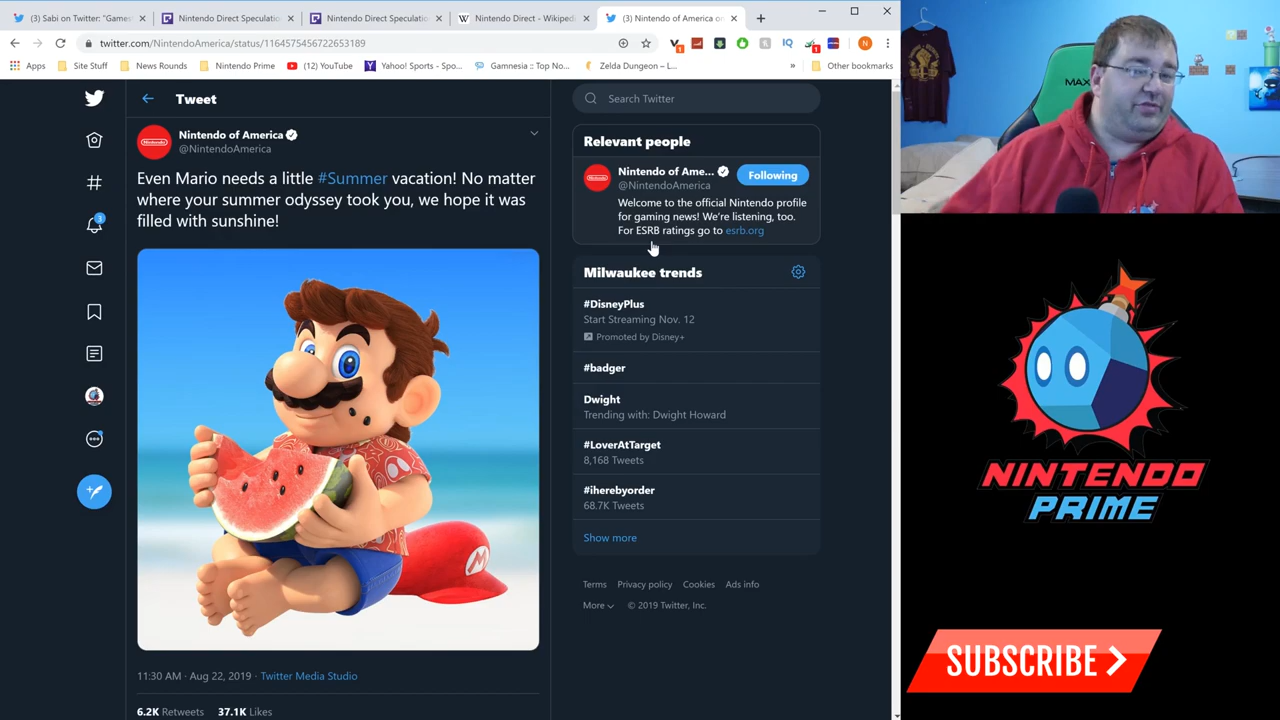 (3) Sabi on Twitter: "Games!
Nintendo Direct Speculatio
Nintendo Direct Speculatio
Nintendo Direct - Wikiped
(3) Nintendo of America on
twitter.com/NintendoAmerica/status/1164575456722653189
Apps
Site Stuff
News Rounds
Nintendo Prime
(12) YouTube
Yahoo! Sports - Spo...
Gamnesia :: Top No...
Zelda Dungeon – L...
»
Other bookmarks
Tweet
Search Twitter
Nintendo of America
@NintendoAmerica
Even Mario needs a little #Summer vacation! No matter
where your summer odyssey took you, we hope it was
filled with sunshine!
11:30 AM · Aug 22, 2019 · Twitter Media Studio
6.2K Retweets 37.1K Likes
Relevant people
Nintendo of Ame...
Following
@NintendoAmerica
Welcome to the official Nintendo profile
for gaming news! We're listening, too.
For ESRB ratings go to esrb.org
Milwaukee trends
#DisneyPlus
Start Streaming Nov. 12
Promoted by Disney+
#badger
Dwight
Trending with: Dwight Howard
#LoverAtTarget
8,168 Tweets
#iherebyorder
68.7K Tweets
Show more
Terms Privacy policy Cookies Ads info
More © 2019 Twitter, Inc.
MAX
NINTENDO
PRIME
SUBSCRIBE